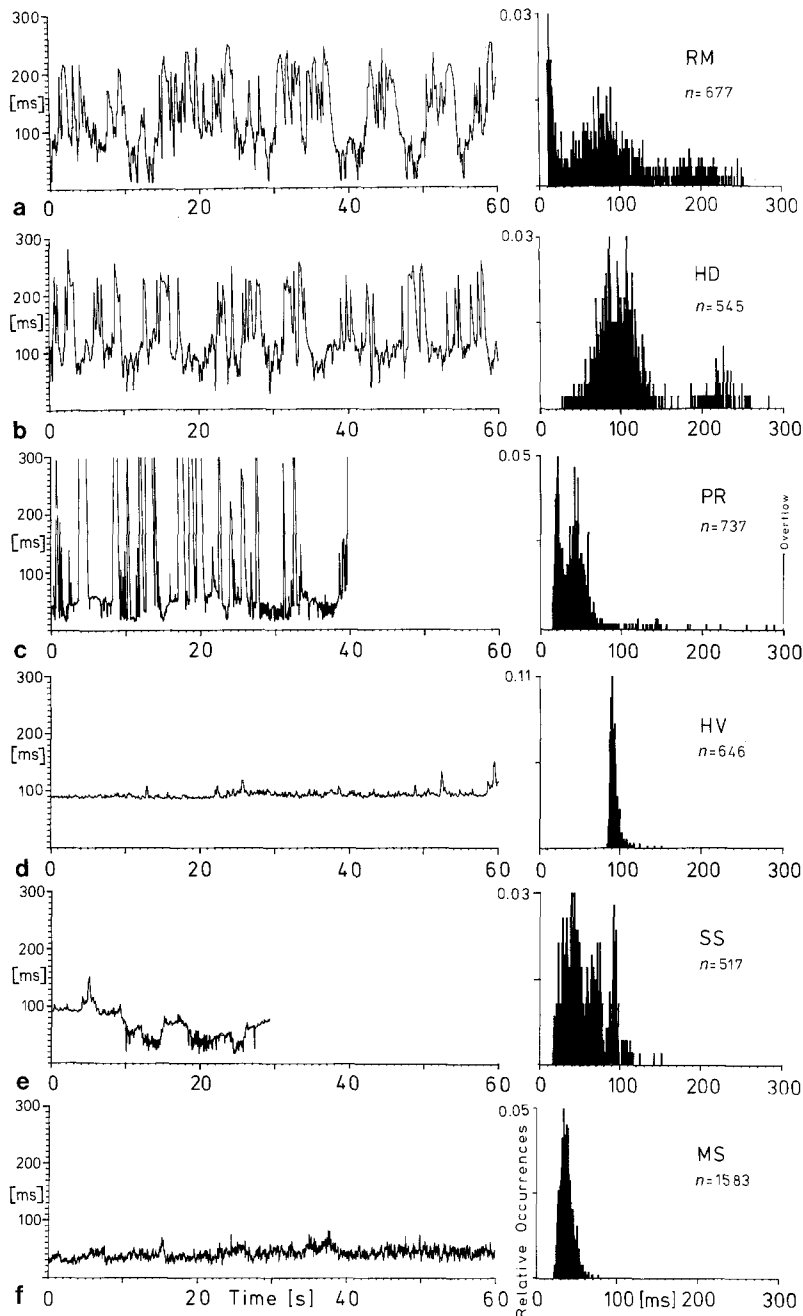 300
200
[ms]
100
a
0 20 40 60
0.03
RM
n=677
0 100 200 300
300
200
[ms]
100
b
0 20 40 60
0.03
HD
n=545
0 100 200 300
300
200
[ms]
100
c
0 20 40 60
0.05
PR
n=737
Overflow
0 100 200 300
300
200
[ms]
100
d
0 20 40 60
0.11
HV
n=646
0 100 200 300
300
200
[ms]
100
e
0 20 40 60
0.03
SS
n=517
0 100 200 300
300
200
[ms]
100
f
0 20 Time [s] 40 60
Relative Occurrences
0.05
MS
n=1583
0 100 [ms] 200 300